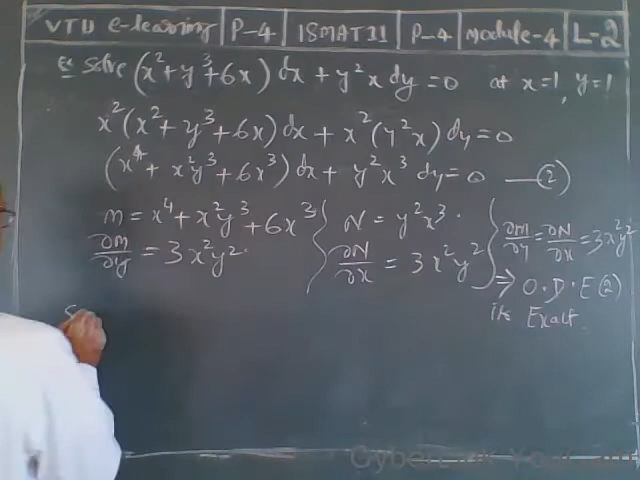 VTU e-learning | P-4 | 18MAT11 | P-4 | Module-4 | L-2
Ex solve (x²+y³+6x) dx + y²x dy = 0 at x=1, y=1
x²(x²+y³+6x)dx + x²(y²x) dy = 0
(x⁴+x²y³+6x³) dx + y²x³ dy = 0 —②
m = x⁴+x²y³+6x³
∂m/∂y = 3x²y²
N = y²x³.
∂N/∂x = 3x²y²
∂m/∂y = ∂N/∂x = 3x²y²
⇒ O.D.E(2)
its Exact.